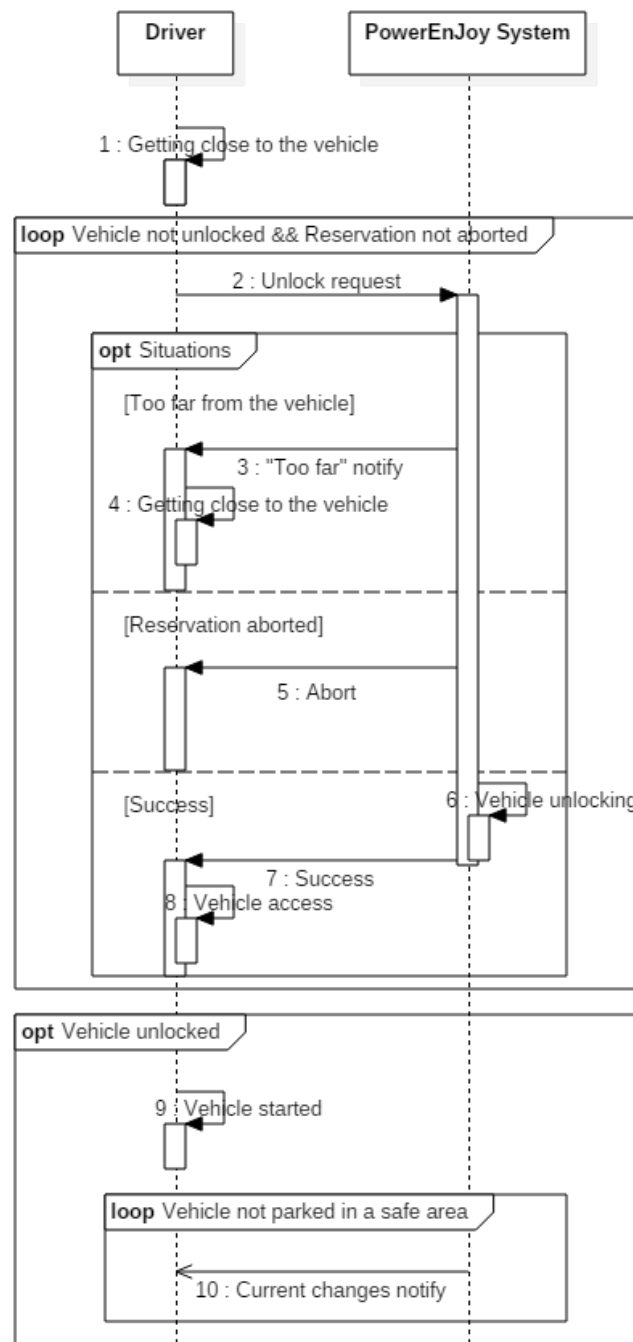 Driver
PowerEnJoy System
1 : Getting close to the vehicle
loop Vehicle not unlocked && Reservation not aborted
2 : Unlock request
opt Situations
[Too far from the vehicle]
3 : "Too far" notify
4 : Getting close to the vehicle
[Reservation aborted]
5 : Abort
[Success]
6 : Vehicle unlocking
7 : Success
8 : Vehicle access
opt Vehicle unlocked
9 : Vehicle started
loop Vehicle not parked in a safe area
10 : Current changes notify